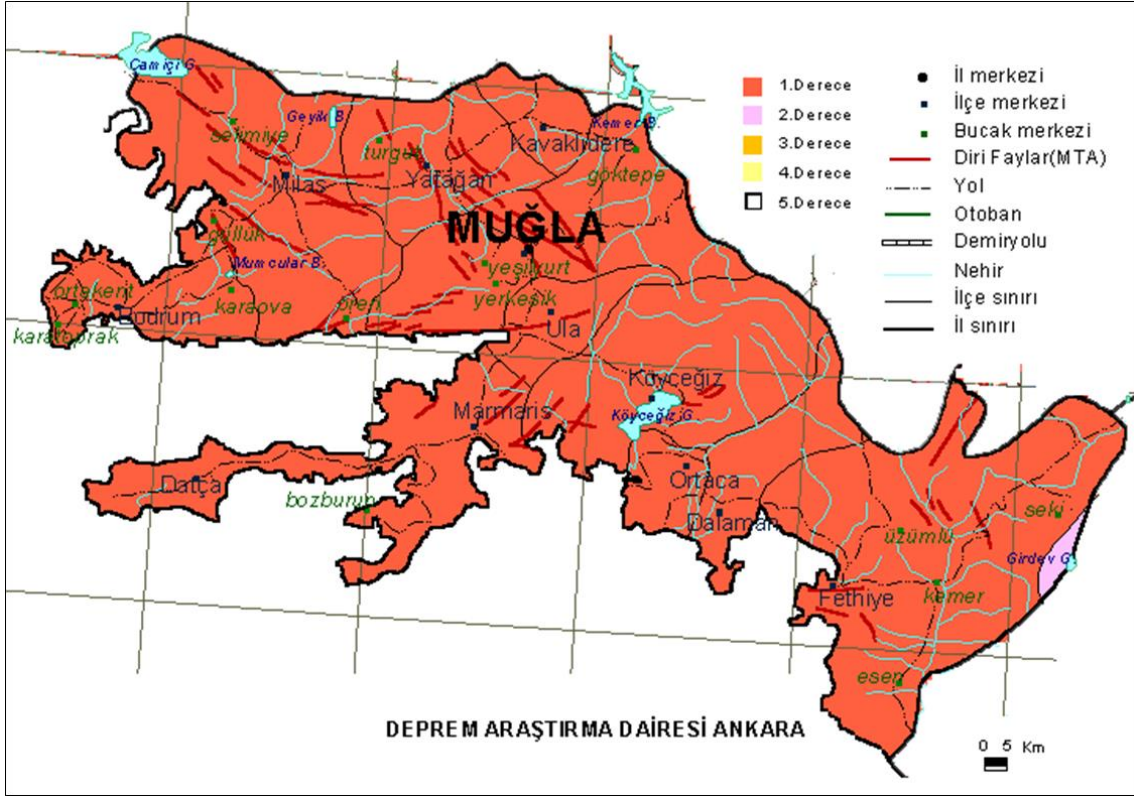 Çamiçi G.
Geyik B.
Kemer B.
selimiye
turgut
Kavaklıdere
göktepe
Milas
Yatağan
MUĞLA
güllük
Mumcular B.
yeşilyurt
yerkesik
karaova
ören
Ula
ortakent
Bodrum
karatoprak
Köyceğiz
Köyceğiz G.
Marmaris
Datça
bozburun
Ortaca
Dalaman
üzümlü
seki
Girdev G.
Fethiye
kemer
eşen
1.Derece
2.Derece
3.Derece
4.Derece
5.Derece
İl merkezi
İlçe merkezi
Bucak merkezi
Diri Faylar(MTA)
Yol
Otoban
Demiryolu
Nehir
İlçe sınırı
İl sınırı
DEPREM ARAŞTIRMA DAİRESİ ANKARA
0 5 Km